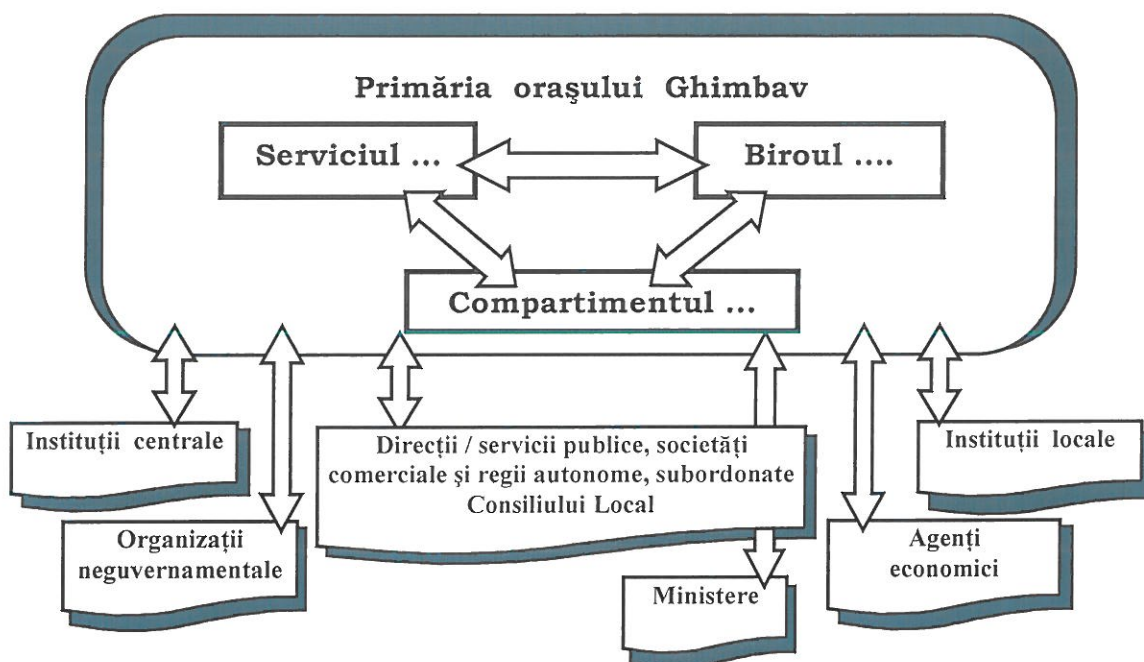 Primăria orașului Ghimbav
Serviciul ...
Biroul ....
Compartimentul ...
Instituții centrale
Direcții / servicii publice, societăți
comerciale și regii autonome, subordonate
Consiliului Local
Instituții locale
Organizații
neguvernamentale
Ministere
Agenți
economici